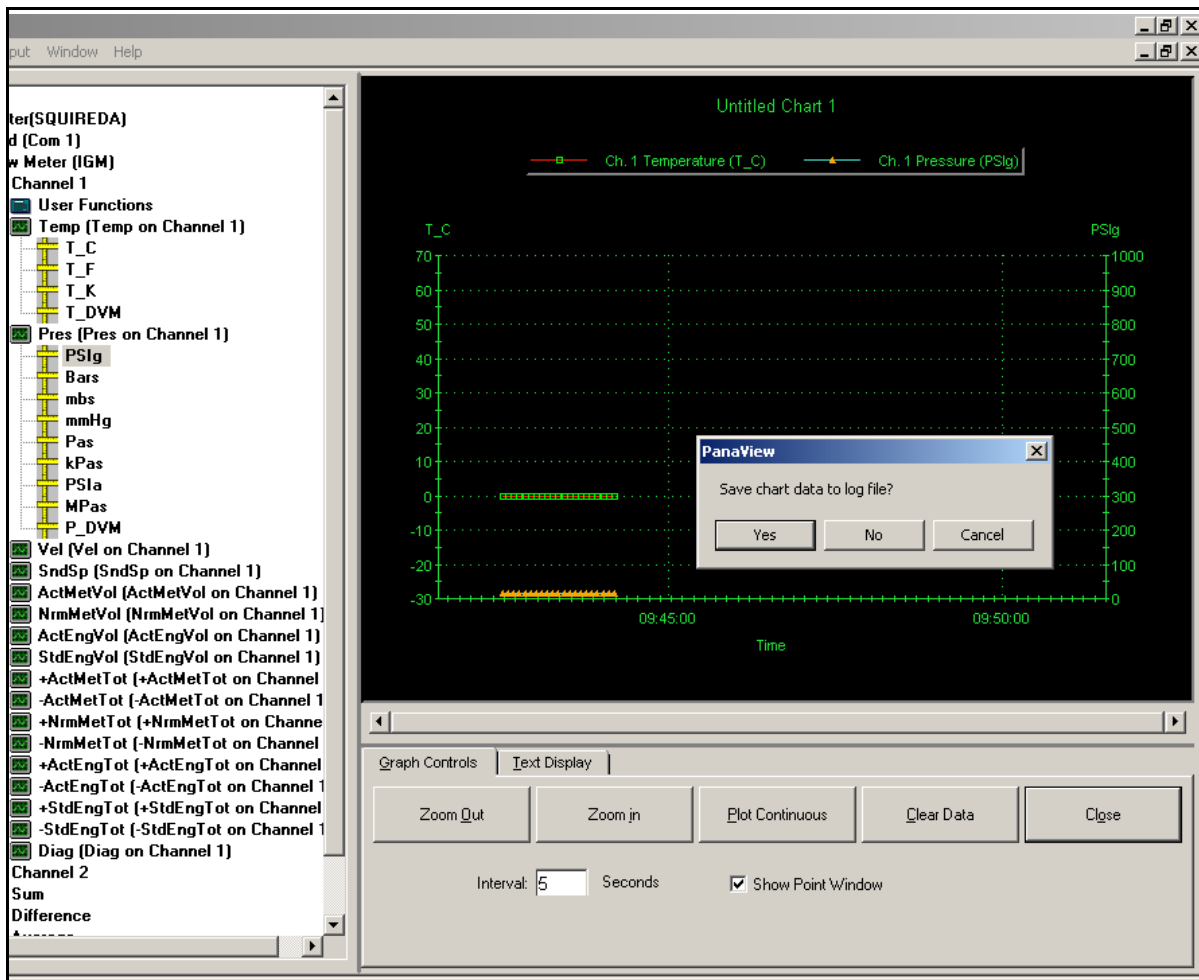 put Window Help
ter(SQUIREDA)
d (Com 1)
w Meter (IGM)
Channel 1
User Functions
Temp (Temp on Channel 1)
T_C
T_F
T_K
T_DVM
Pres (Pres on Channel 1)
PSIg
Bars
mbs
mmHg
Pas
kPas
PSIa
MPas
P_DVM
Vel (Vel on Channel 1)
SndSp (SndSp on Channel 1)
ActMetVol (ActMetVol on Channel 1)
NrmMetVol (NrmMetVol on Channel 1)
ActEngVol (ActEngVol on Channel 1)
StdEngVol (StdEngVol on Channel 1)
+ActMetTot (+ActMetTot on Channel
-ActMetTot (-ActMetTot on Channel 1
+NrmMetTot (+NrmMetTot on Channe
-NrmMetTot (-NrmMetTot on Channel
+ActEngTot (+ActEngTot on Channel
-ActEngTot (-ActEngTot on Channel 1
+StdEngTot (+StdEngTot on Channel
-StdEngTot (-StdEngTot on Channel 1
Diag (Diag on Channel 1)
Channel 2
Sum
Difference
Untitled Chart 1
Ch. 1 Temperature (T_C) Ch. 1 Pressure (PSIg)
T_C PSIg
70 1000
60 900
50 800
40 700
30 600
20 500
10 400
0 300
-10 200
-20 100
-30 0
09:45:00 09:50:00
Time
PanaView
Save chart data to log file?
Yes No Cancel
Graph Controls Text Display
Zoom Out Zoom in Plot Continuous Clear Data Close
Interval: 5 Seconds Show Point Window